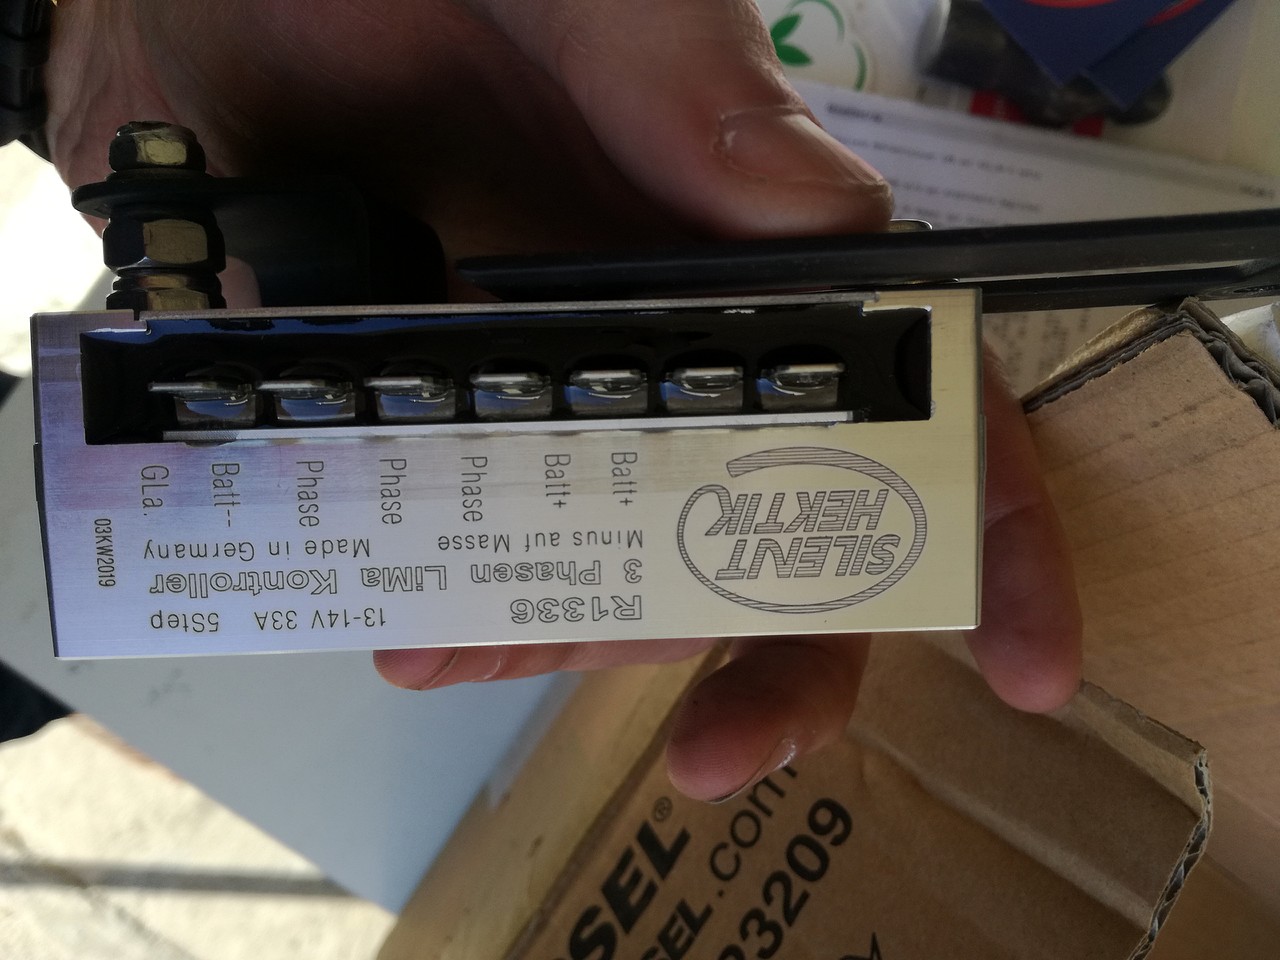 SILENT
HEKTIK
R1336
13-14V 33A 5Step
3 Phasen LiMa Kontroller
Minus auf Masse Made in Germany
03KW2019
Batt+
Batt+
Phase
Phase
Phase
Batt--
GLa.
SEL®
SEL.com
3209